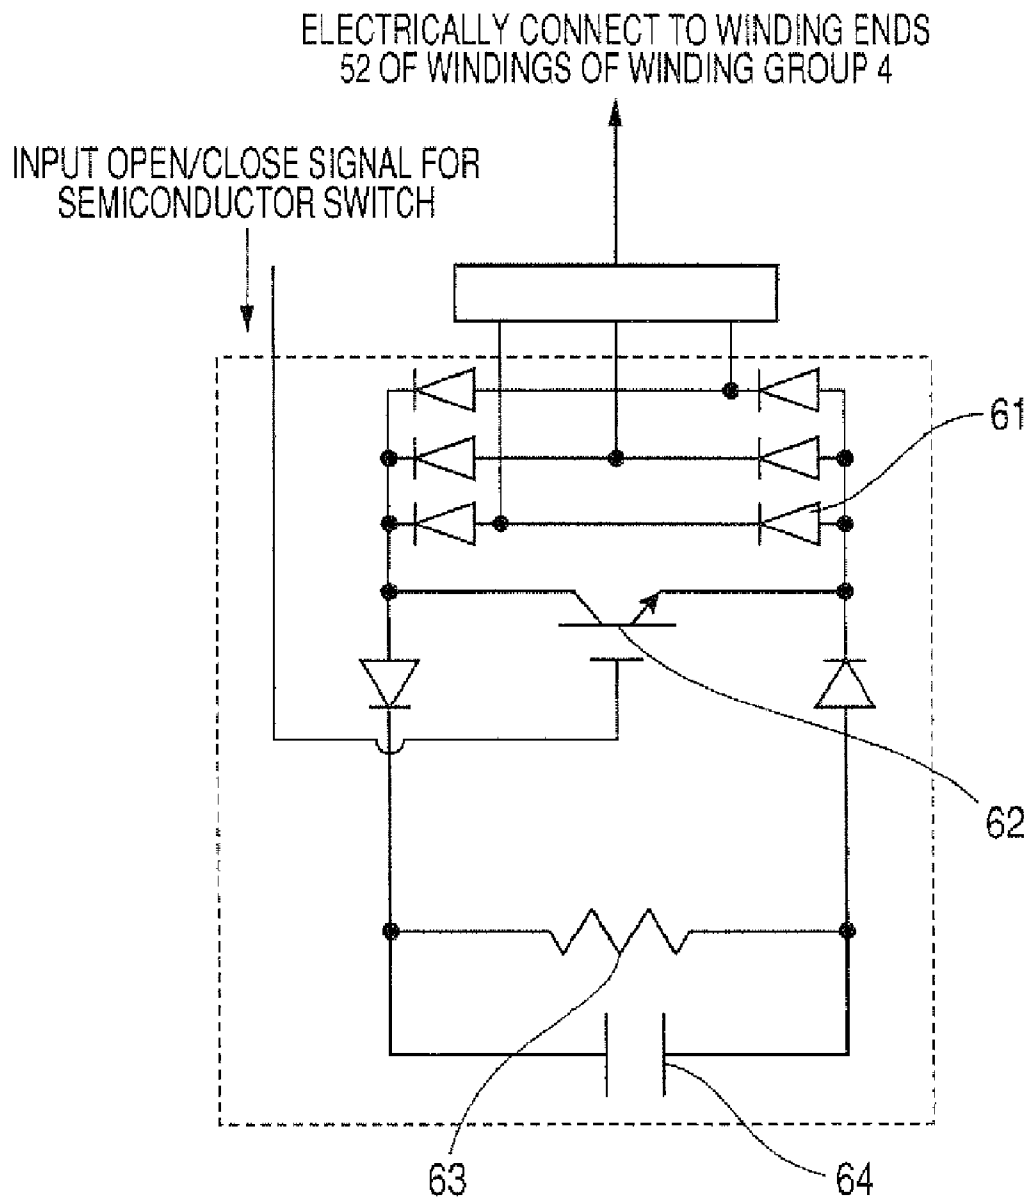 ELECTRICALLY CONNECT TO WINDING ENDS
52 OF WINDINGS OF WINDING GROUP 4
INPUT OPEN/CLOSE SIGNAL FOR
SEMICONDUCTOR SWITCH
61
62
63
64